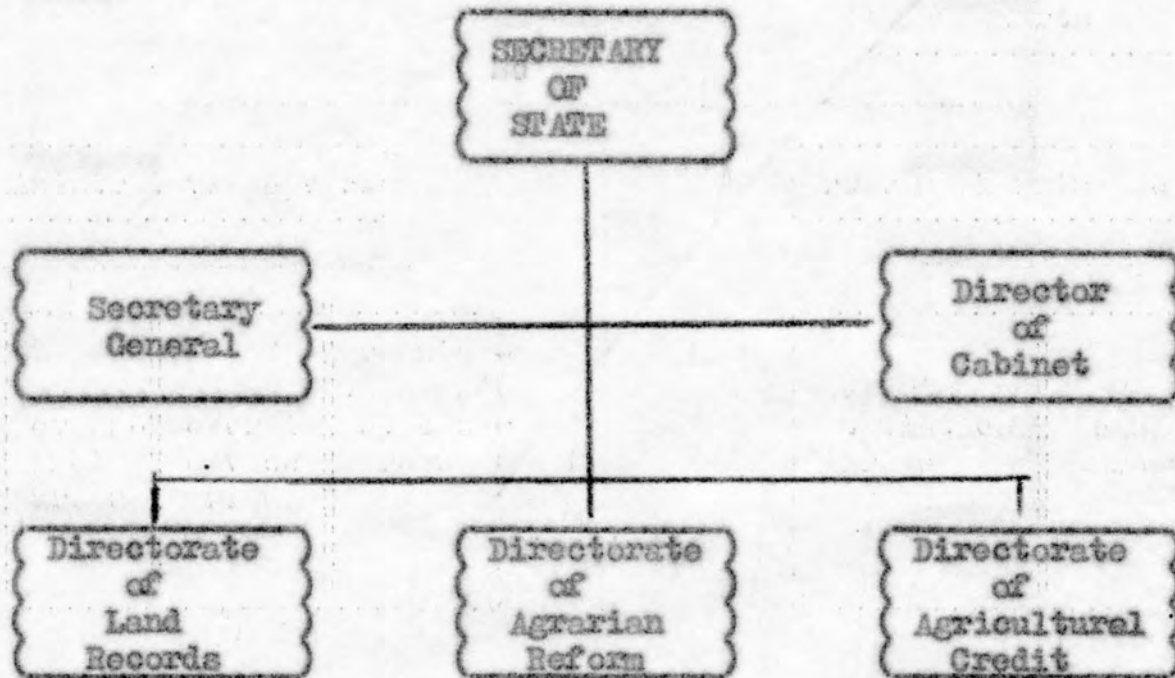 SECRETARY
OF
STATE
Secretary
General
Director
of
Cabinet
Directorate
of
Land
Records
Directorate
of
Agrarian
Reform
Directorate
of
Agricultural
Credit